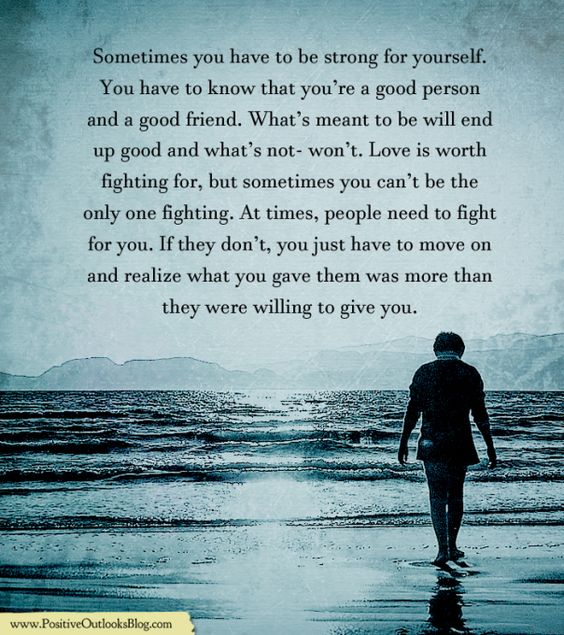 Sometimes you have to be strong for yourself.
You have to know that you're a good person
and a good friend. What's meant to be will end
up good and what's not- won't. Love is worth
fighting for, but sometimes you can't be the
only one fighting. At times, people need to fight
for you. If they don't, you just have to move on
and realize what you gave them was more than
they were willing to give you.
www.PositiveOutlooksBlog.com